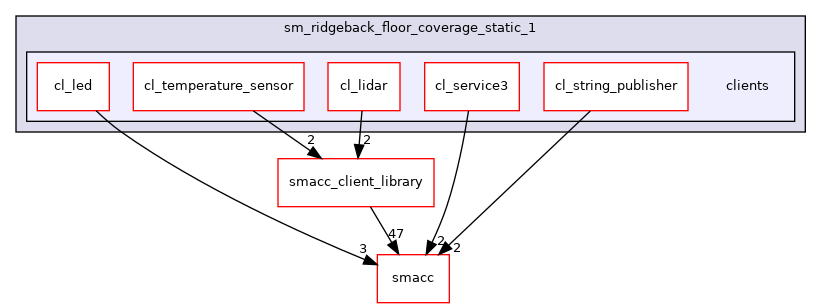 sm_ridgeback_floor_coverage_static_1
cl_led
cl_temperature_sensor
cl_lidar
cl_service3
cl_string_publisher
clients
2
2
smacc_client_library
47
2
2
3
smacc